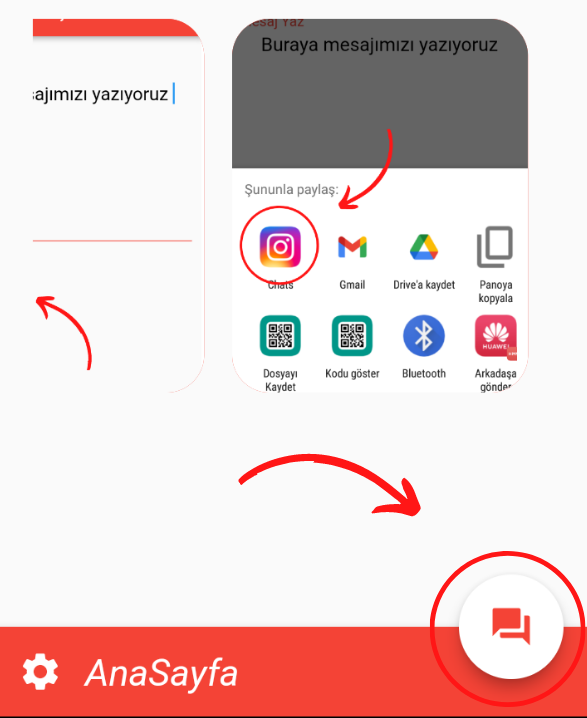 ajımızı yazıyoruz
Mesaj Yaz
Buraya mesajımızı yazıyoruz
Şununla paylaş:
Chats
Gmail
Drive'a kaydet
Panoya
kopyala
HUAWEI
Dosyayı
Kaydet
Kodu göster
Bluetooth
Arkadaşa
gönder
AnaSayfa